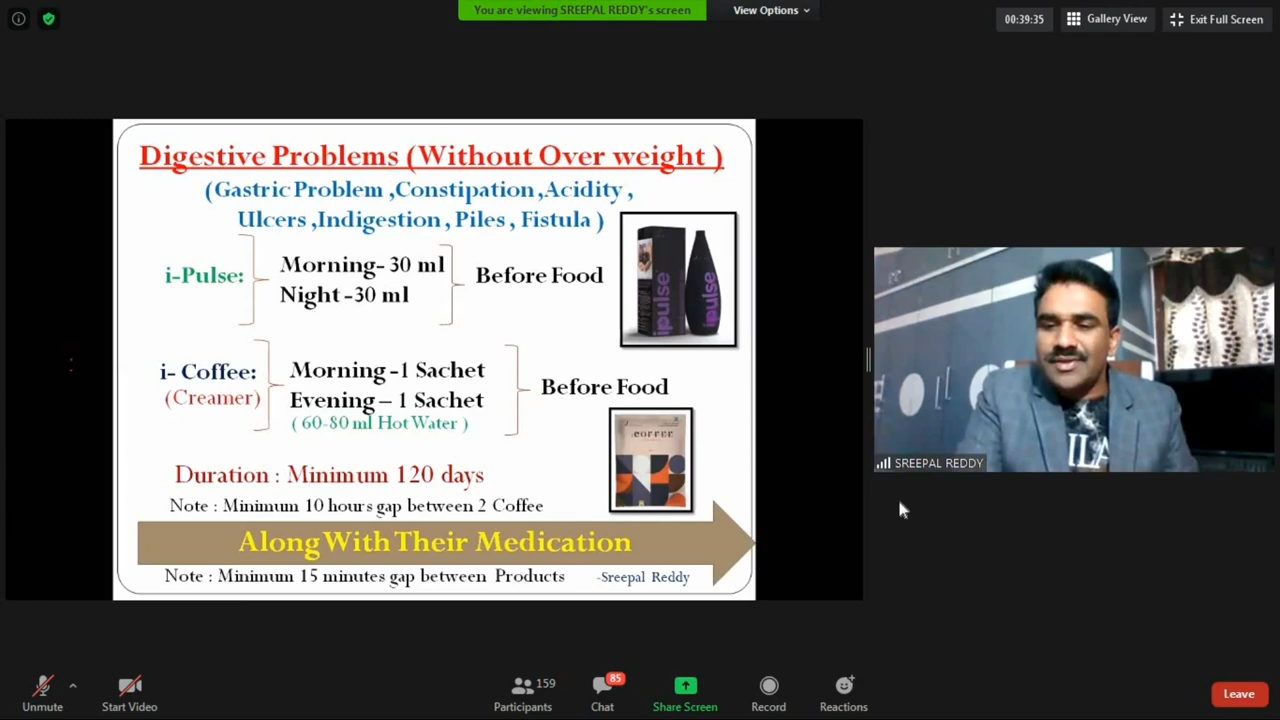 You are viewing SREEPAL REDDY's screen
View Options
00:39:35
Gallery View
Exit Full Screen
Digestive Problems (Without Over weight )
(Gastric Problem ,Constipation ,Acidity ,
Ulcers ,Indigestion , Piles , Fistula )
i-Pulse:
Morning- 30 ml
Night -30 ml
Before Food
ipulse
ipulse
i- Coffee:
(Creamer)
Morning -1 Sachet
Evening – 1 Sachet
( 60-80 ml Hot Water )
Before Food
COFFEE
Duration : Minimum 120 days
Note : Minimum 10 hours gap between 2 Coffee
Along With Their Medication
Note : Minimum 15 minutes gap between Products
-Sreepal Reddy
SREEPAL REDDY
Unmute
Start Video
159
Participants
85
Chat
Share Screen
Record
Reactions
Leave